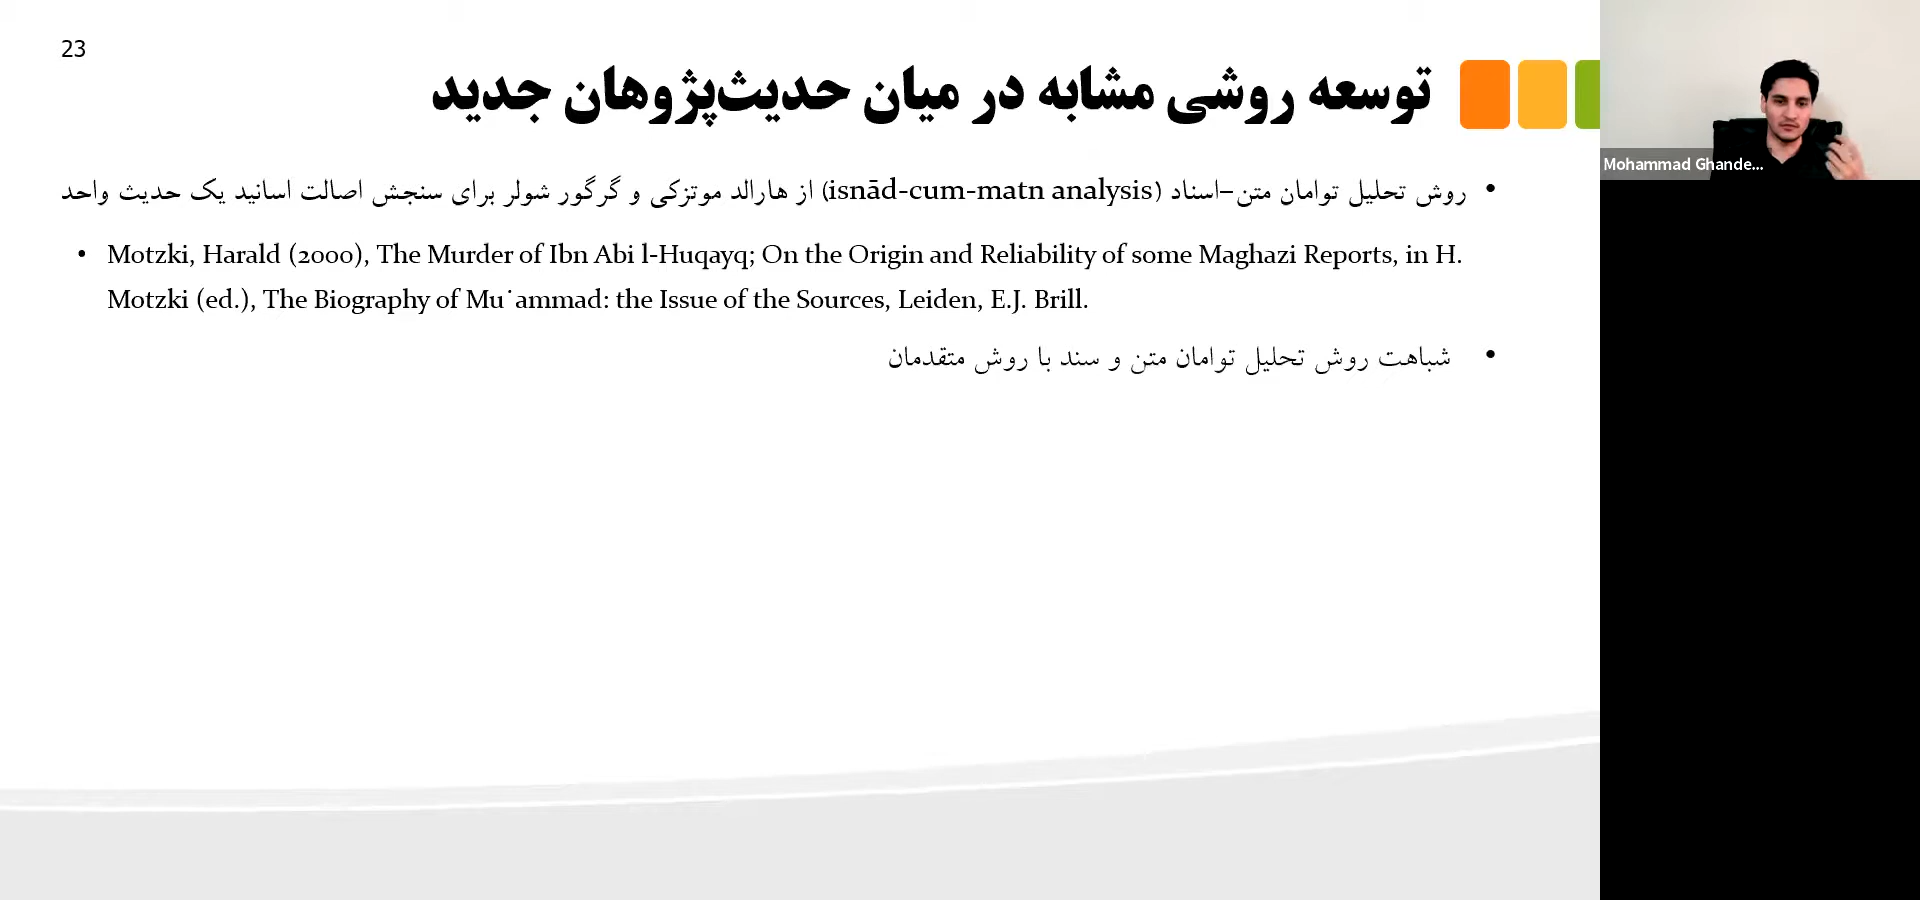 23
توسعه روشی مشابه در میان حدیث‌پژوهان جدید
Mohammad Ghande...
• روش تحلیل توامان متن–اسناد (isnād-cum-matn analysis) از هارالد موتزکی و گرگور شولر برای سنجش اصالت اسانید یک حدیث واحد
• Motzki, Harald (2000), The Murder of Ibn Abi l-Huqayq; On the Origin and Reliability of some Maghazi Reports, in H.
Motzki (ed.), The Biography of Mu˙ammad: the Issue of the Sources, Leiden, E.J. Brill.
• شباهت روش تحلیل توامان متن و سند با روش متقدمان